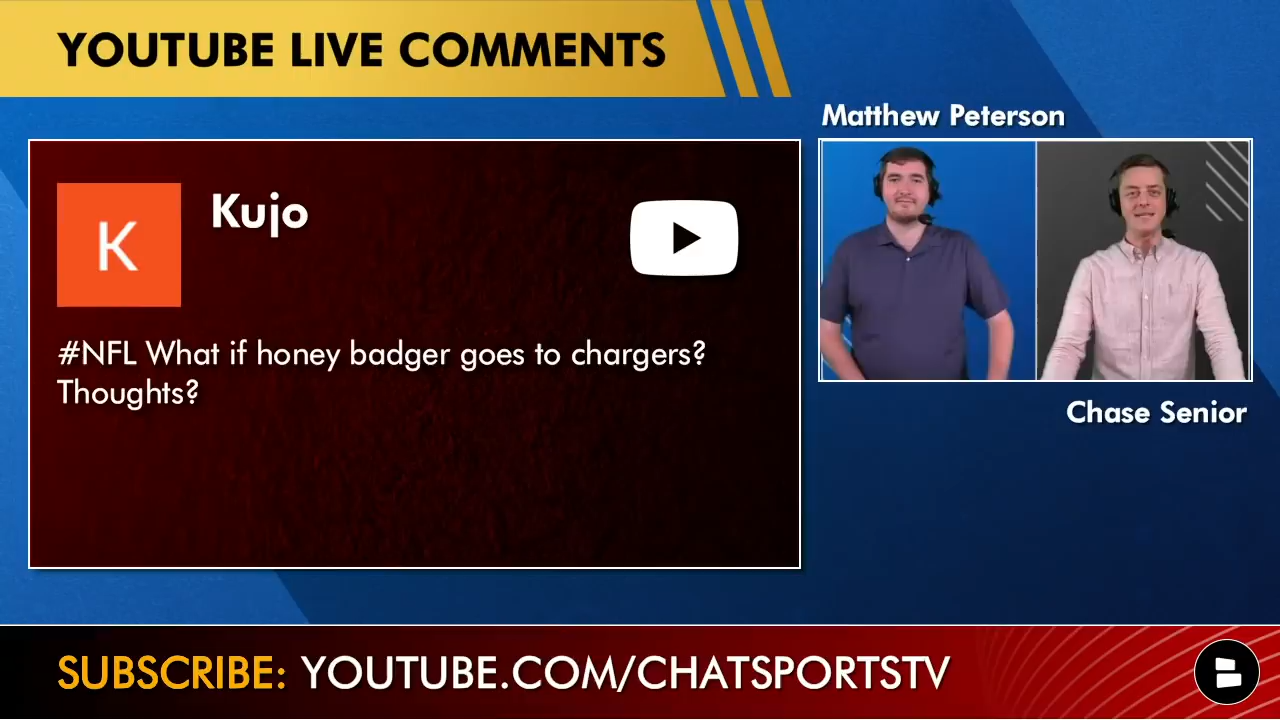 YOUTUBE LIVE COMMENTS
Matthew Peterson
K
Kujo
#NFL What if honey badger goes to chargers?
Thoughts?
Chase Senior
SUBSCRIBE: YOUTUBE.COM/CHATSPORTSTV